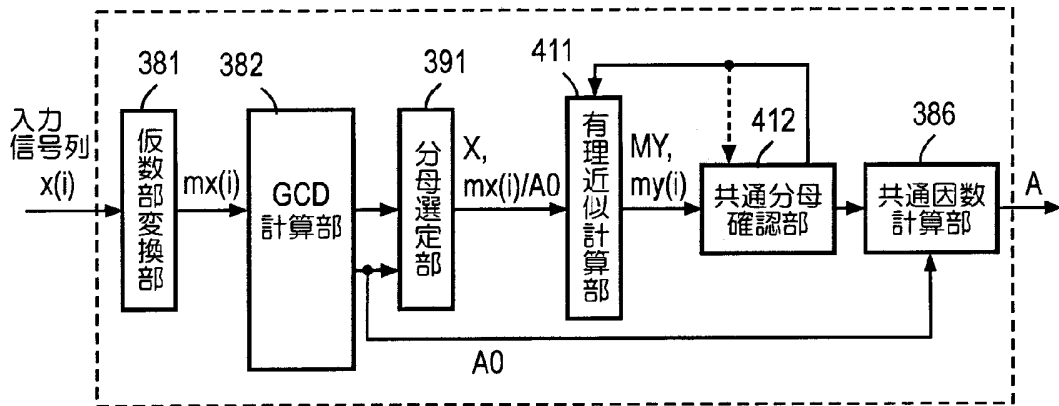 入力
信号列
x(i)
381
仮数部変換部
mx(i)
382
GCD
計算部
391
分母選定部
X,
mx(i)/A0
411
有理近似計算部
MY,
my(i)
412
共通分母
確認部
386
共通因数
計算部
A
A0